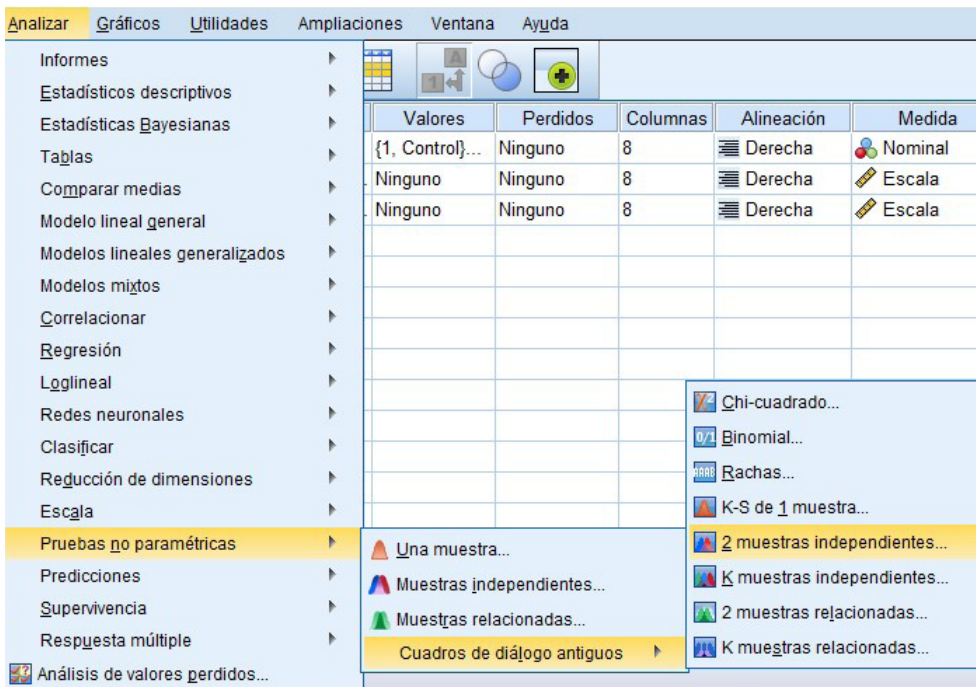 Analizar Gráficos Utilidades Ampliaciones Ventana Ayuda
Informes
Estadísticos descriptivos
Estadísticas Bayesianas
Tablas
Comparar medias
Modelo lineal general
Modelos lineales generalizados
Modelos mixtos
Correlacionar
Regresión
Loglineal
Redes neuronales
Clasificar
Reducción de dimensiones
Escala
Pruebas no paramétricas
Predicciones
Supervivencia
Respuesta múltiple
Análisis de valores perdidos...
Valores Perdidos Columnas Alineación Medida
{1, Control}... Ninguno 8 Derecha Nominal
Ninguno Ninguno 8 Derecha Escala
Ninguno Ninguno 8 Derecha Escala
Una muestra...
Muestras independientes...
Muestras relacionadas...
Cuadros de diálogo antiguos
Chi-cuadrado...
0/1 Binomial...
Rachas...
K-S de 1 muestra...
2 muestras independientes...
K muestras independientes...
2 muestras relacionadas...
K muestras relacionadas...